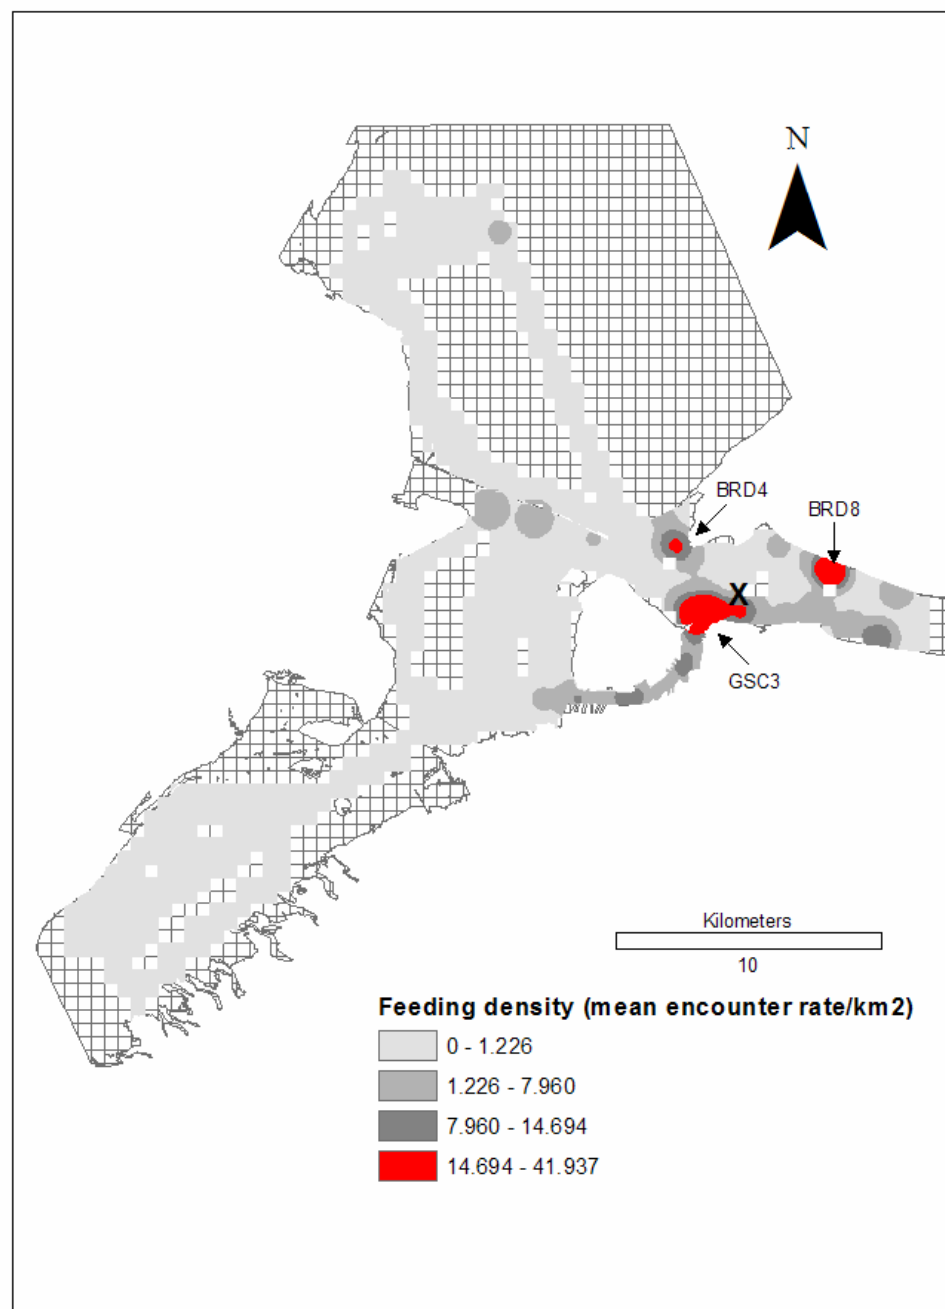 N
BRD4
BRD8
X
GSC3
Kilometers
10
Feeding density (mean encounter rate/km2)
0 - 1.226
1.226 - 7.960
7.960 - 14.694
14.694 - 41.937